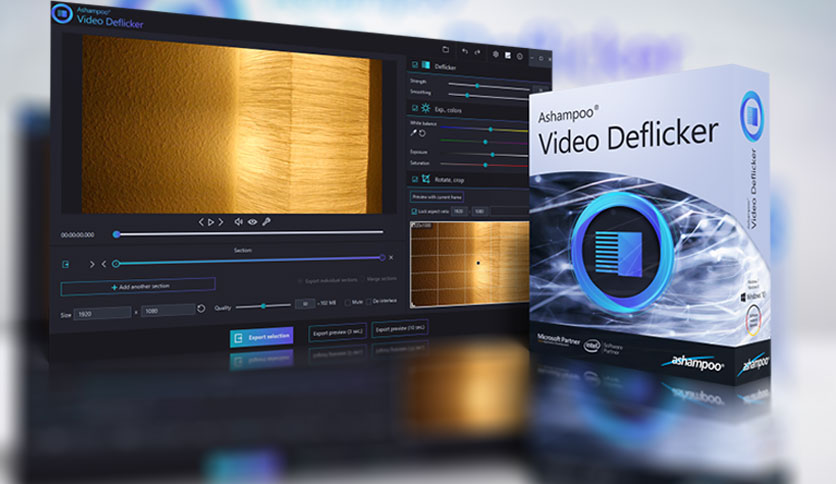 Ashampoo®
Video Deflicker
Deflicker
Strength
Smoothing
Exp., colors
White balance
Exposure
Saturation
Rotate, crop
Preview with current frame
Lock aspect ratio 1920 : 1080
00:00:00.000
Section:
+ Add another section
Export individual sections
Merge sections
Size 1920 x 1080
Quality
~102 MB
Mute
De-interlace
Export selection
Export preview (5 sec.)
Export preview (10 sec.)
Ashampoo®
Video Deflicker
Video Deflicker
Windows 10
Microsoft Partner
intel
Software
Partner
ashampoo®
ashampoo®